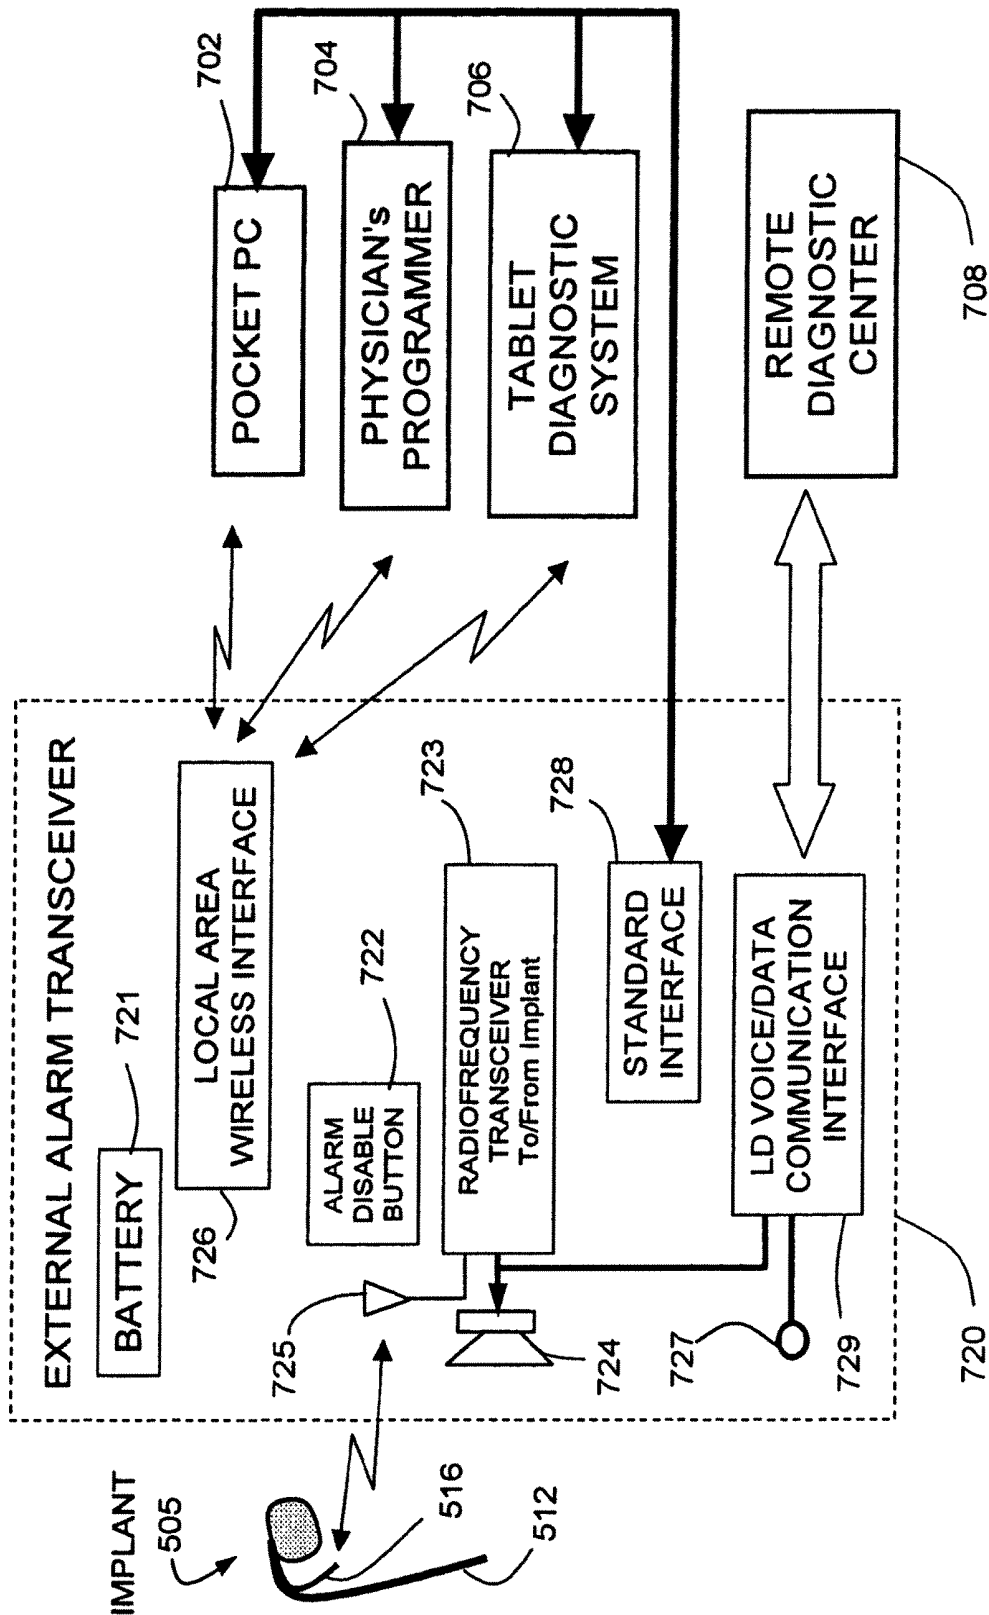 IMPLANT
505
516
512
EXTERNAL ALARM TRANSCEIVER
BATTERY
721
LOCAL AREA
WIRELESS INTERFACE
726
ALARM
DISABLE
BUTTON
722
725
RADIOFREQUENCY
TRANSCEIVER
To/From Implant
723
724
STANDARD
INTERFACE
728
LD VOICE/DATA
COMMUNICATION
INTERFACE
727
729
720
POCKET PC
702
PHYSICIAN's
PROGRAMMER
704
TABLET
DIAGNOSTIC
SYSTEM
706
REMOTE
DIAGNOSTIC
CENTER
708